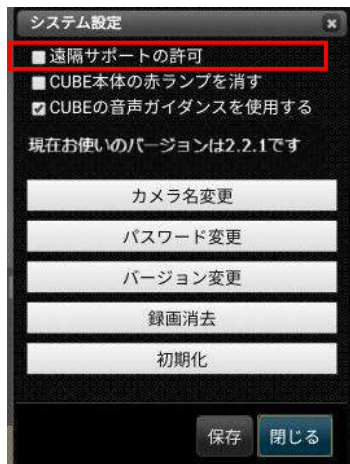 システム設定
遠隔サポートの許可
CUBE本体の赤ランプを消す
CUBEの音声ガイダンスを使用する
現在お使いのバージョンは2.2.1です
カメラ名変更
パスワード変更
バージョン変更
録画消去
初期化
保存 閉じる